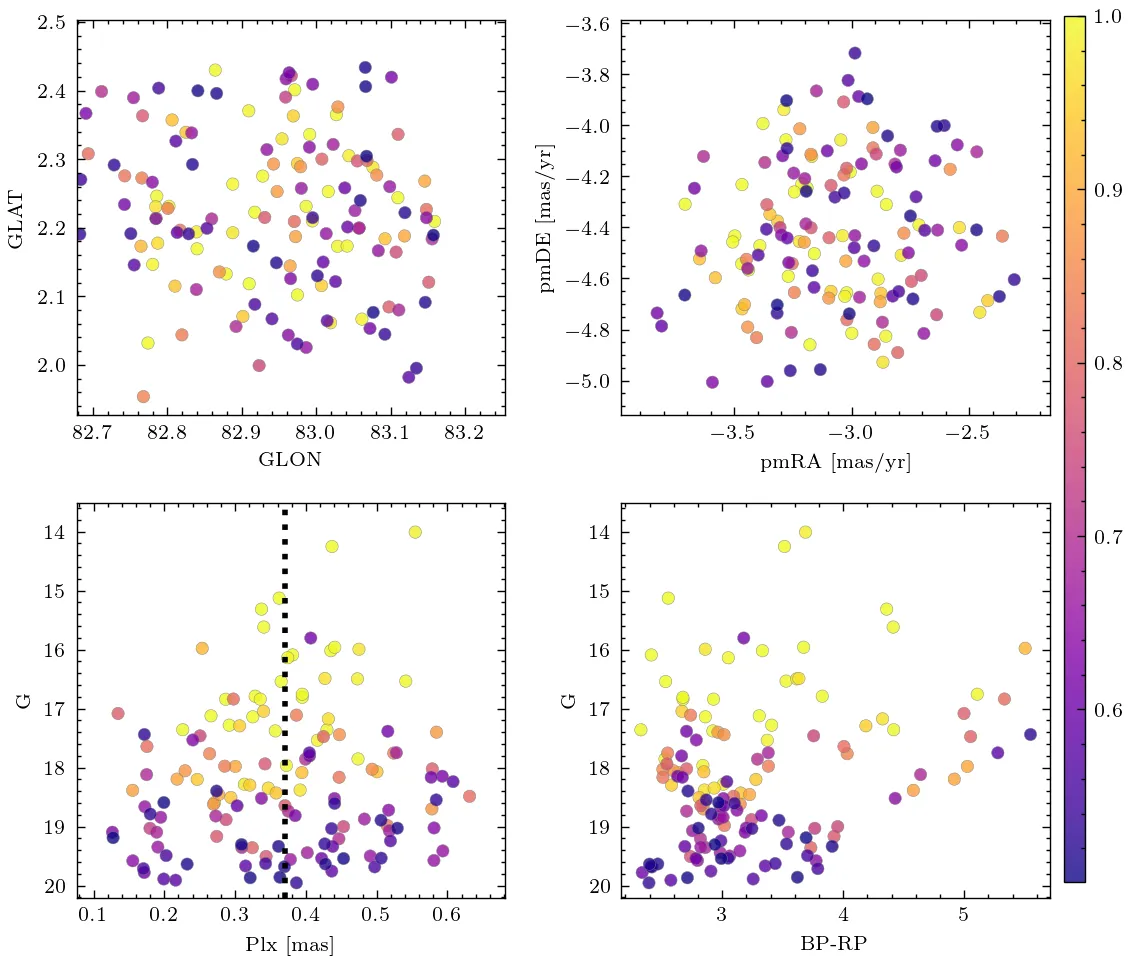 2.5
2.4
2.3
2.2
2.1
2.0
GLAT
82.7 82.8 82.9 83.0 83.1 83.2
GLON
−3.6
−3.8
−4.0
−4.2
−4.4
−4.6
−4.8
−5.0
pmDE [mas/yr]
−3.5 −3.0 −2.5
pmRA [mas/yr]
1.0
0.9
0.8
0.7
0.6
14
15
16
17
18
19
20
G
0.1 0.2 0.3 0.4 0.5 0.6
Plx [mas]
14
15
16
17
18
19
20
G
3 4 5
BP-RP